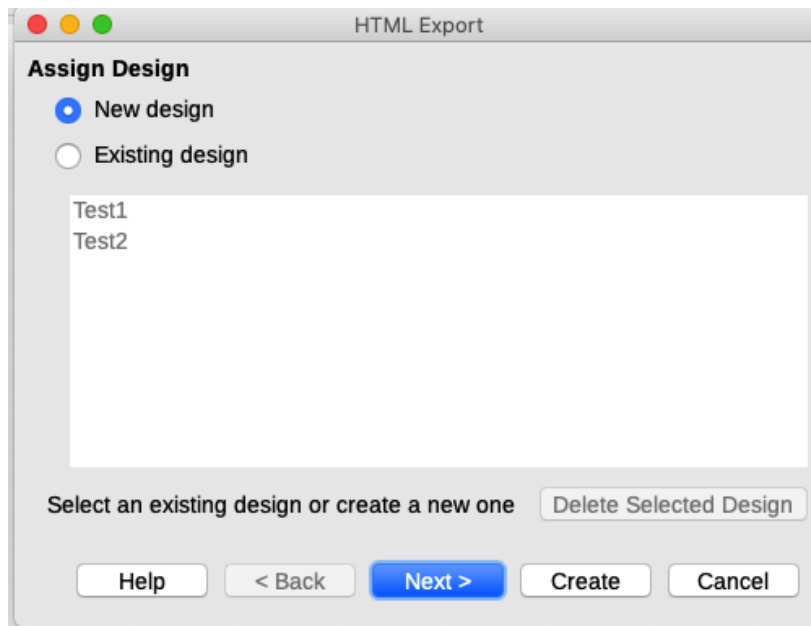 HTML Export
Assign Design
New design
Existing design
Test1
Test2
Select an existing design or create a new one Delete Selected Design
Help < Back Next > Create Cancel